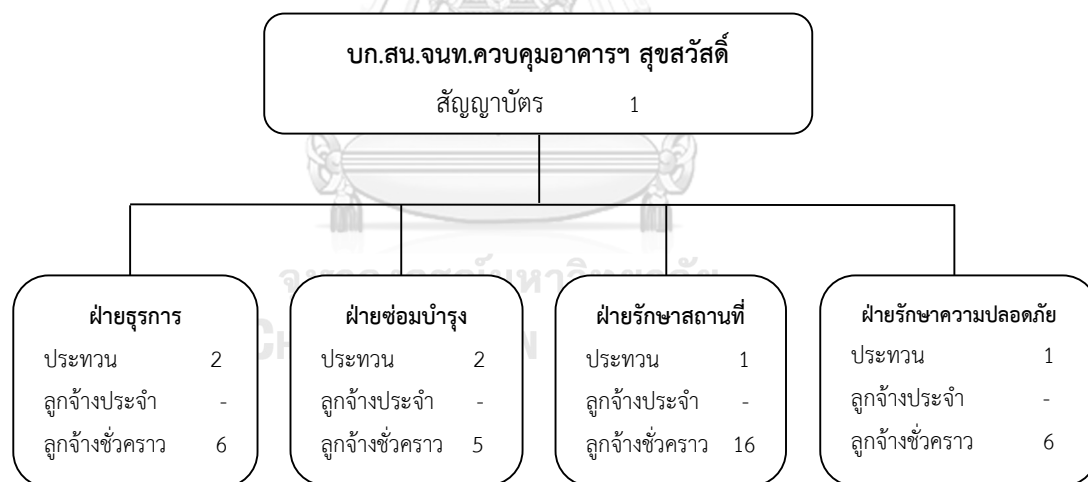 บก.สน.จนท.ควบคุมอาคารฯ สุขสวัสดิ์
สัญญาบัตร 1
ฝ่ายธุรการ
ประทวน 2
ลูกจ้างประจำ -
ลูกจ้างชั่วคราว 6
ฝ่ายซ่อมบำรุง
ประทวน 2
ลูกจ้างประจำ -
ลูกจ้างชั่วคราว 5
ฝ่ายรักษาสถานที่
ประทวน 1
ลูกจ้างประจำ -
ลูกจ้างชั่วคราว 16
ฝ่ายรักษาความปลอดภัย
ประทวน 1
ลูกจ้างประจำ -
ลูกจ้างชั่วคราว 6